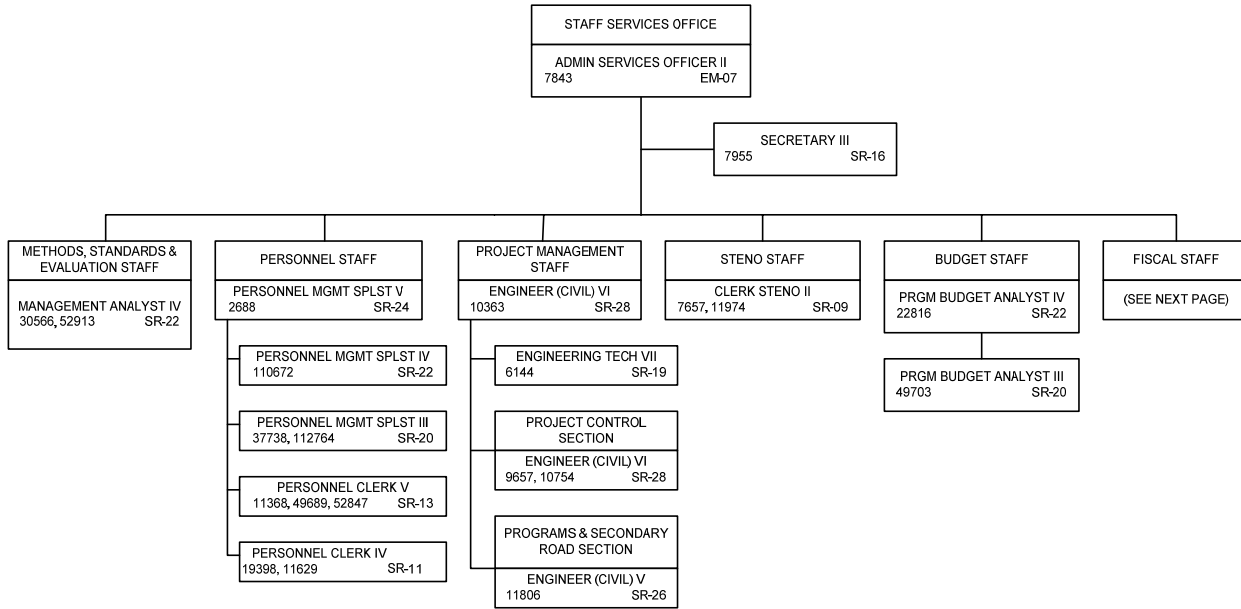 STAFF SERVICES OFFICE
ADMIN SERVICES OFFICER II
7843 EM-07
SECRETARY III
7955 SR-16
METHODS, STANDARDS &
EVALUATION STAFF
MANAGEMENT ANALYST IV
30566, 52913 SR-22
PERSONNEL STAFF
PERSONNEL MGMT SPLST V
2688 SR-24
PERSONNEL MGMT SPLST IV
110672 SR-22
PERSONNEL MGMT SPLST III
37738, 112764 SR-20
PERSONNEL CLERK V
11368, 49689, 52847 SR-13
PERSONNEL CLERK IV
19398, 11629 SR-11
PROJECT MANAGEMENT
STAFF
ENGINEER (CIVIL) VI
10363 SR-28
ENGINEERING TECH VII
6144 SR-19
PROJECT CONTROL
SECTION
ENGINEER (CIVIL) VI
9657, 10754 SR-28
PROGRAMS & SECONDARY
ROAD SECTION
ENGINEER (CIVIL) V
11806 SR-26
STENO STAFF
CLERK STENO II
7657, 11974 SR-09
BUDGET STAFF
PRGM BUDGET ANALYST IV
22816 SR-22
PRGM BUDGET ANALYST III
49703 SR-20
FISCAL STAFF
(SEE NEXT PAGE)